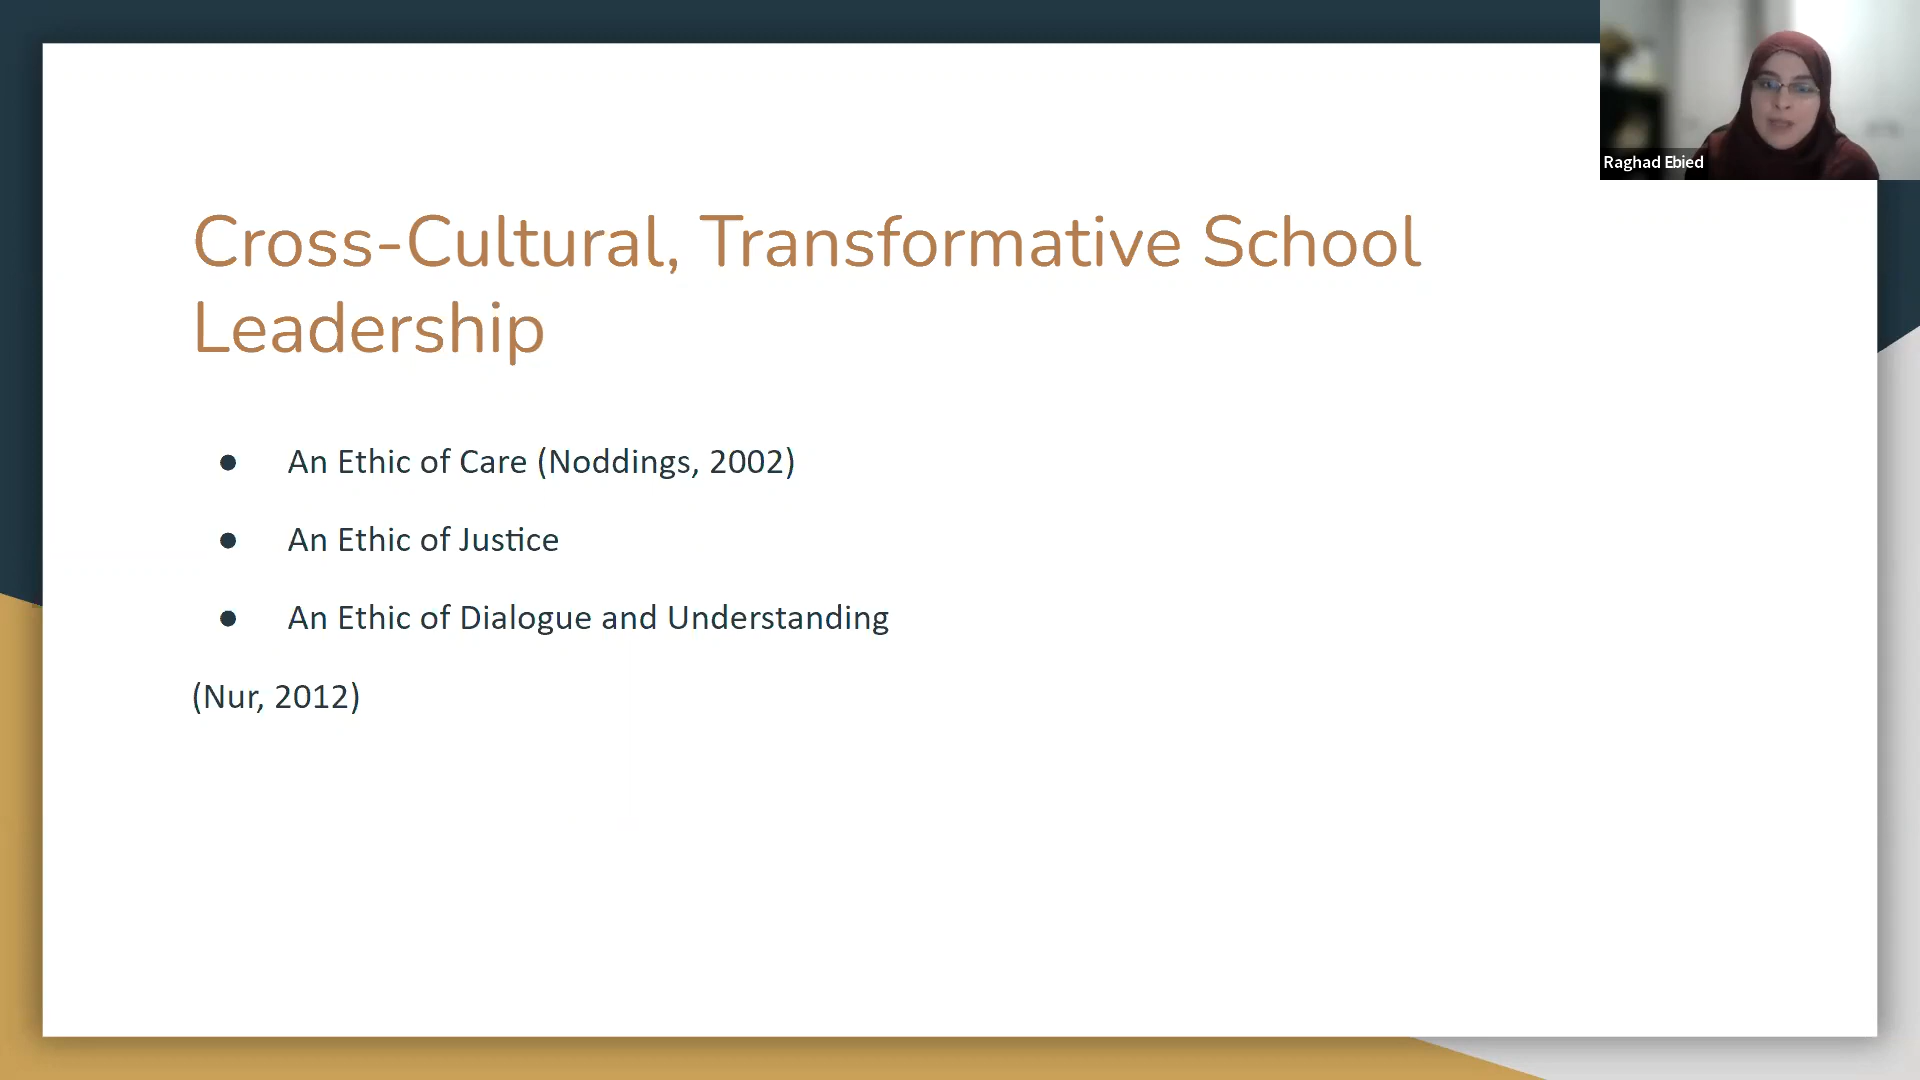 Raghad Ebied
Cross-Cultural, Transformative School
Leadership
● An Ethic of Care (Noddings, 2002)
● An Ethic of Justice
● An Ethic of Dialogue and Understanding
(Nur, 2012)